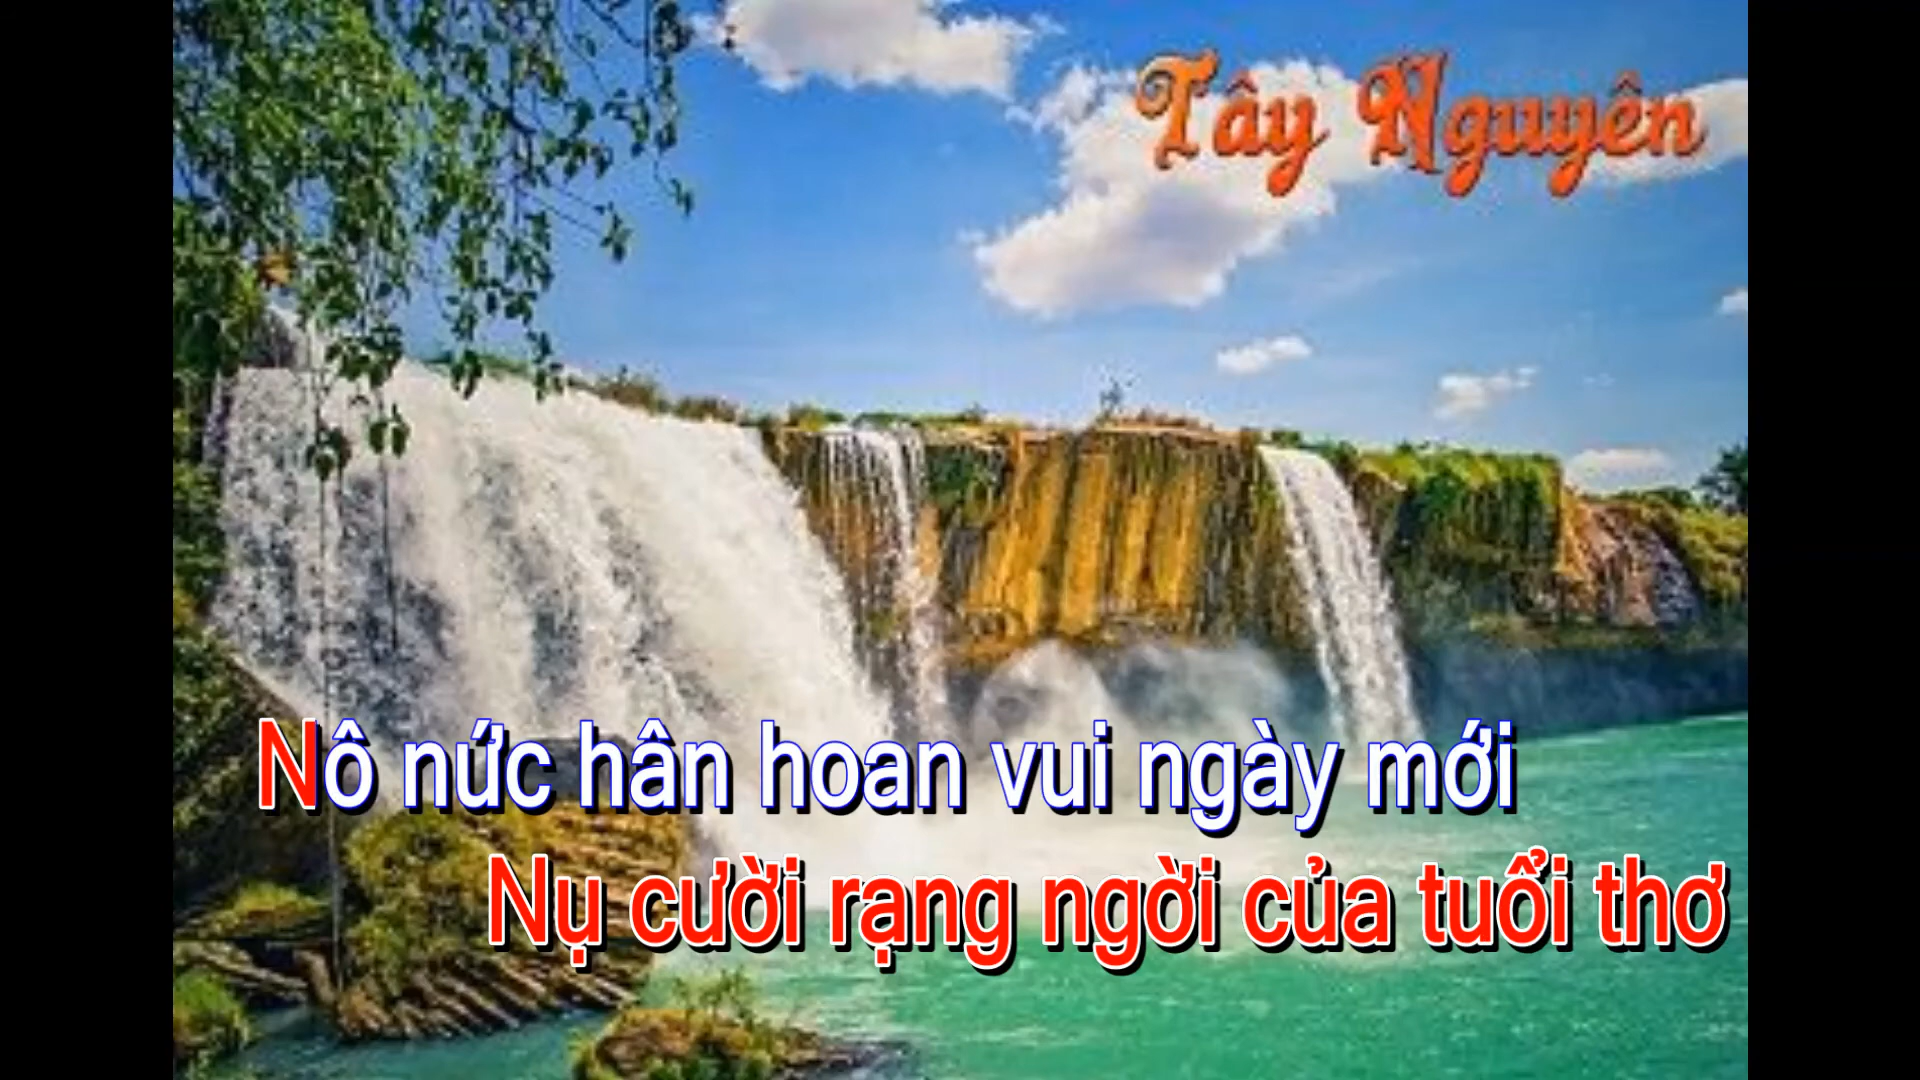 Tây Nguyên
Nô nức hân hoan vui ngày mới
Nụ cười rạng ngời của tuổi thơ